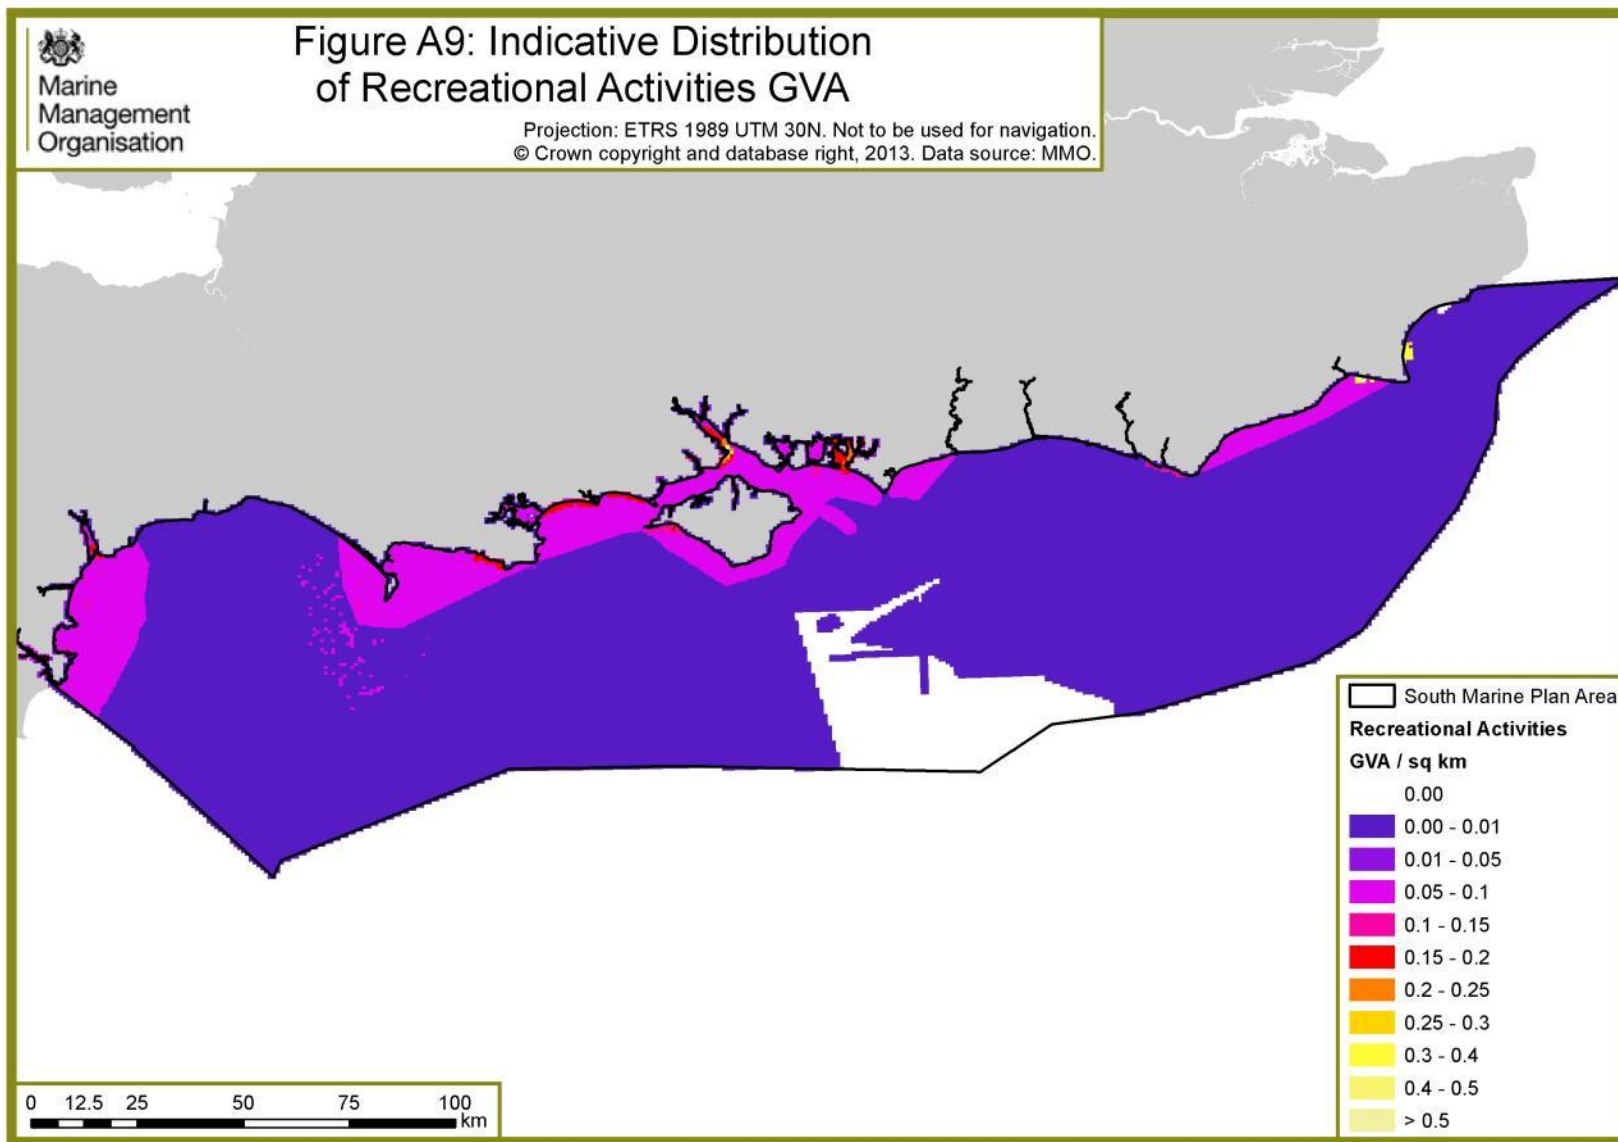 Marine
Management
Organisation
Figure A9: Indicative Distribution
of Recreational Activities GVA
Projection: ETRS 1989 UTM 30N. Not to be used for navigation.
© Crown copyright and database right, 2013. Data source: MMO.
South Marine Plan Area
Recreational Activities
GVA / sq km
0.00
0.00 - 0.01
0.01 - 0.05
0.05 - 0.1
0.1 - 0.15
0.15 - 0.2
0.2 - 0.25
0.25 - 0.3
0.3 - 0.4
0.4 - 0.5
> 0.5
0 12.5 25 50 75 100
km